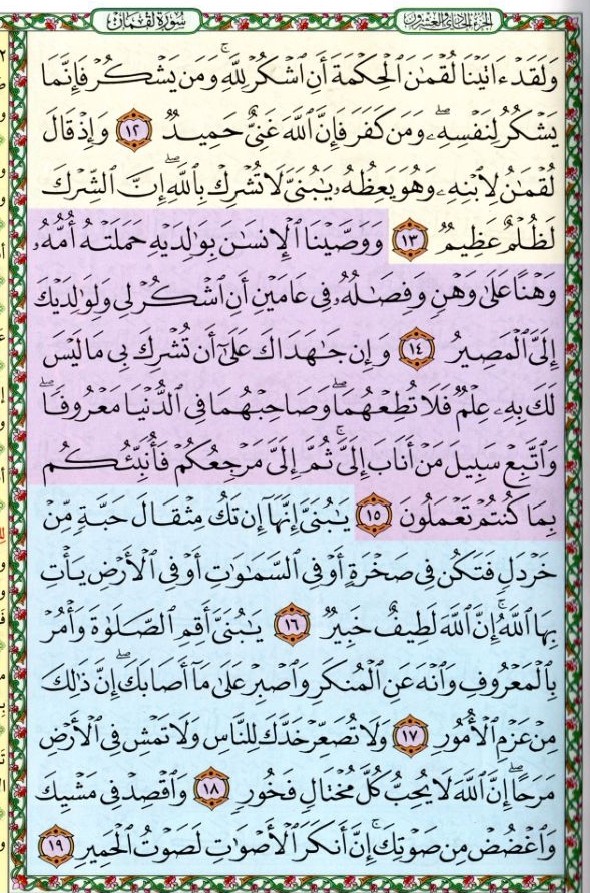 الجزء الحادي والعشرون
سورة لقمان
وَلَقَدْ ءَاتَيْنَا لُقْمَٰنَ ٱلْحِكْمَةَ أَنِ ٱشْكُرْ لِلَّهِۚ وَمَن يَشْكُرْ فَإِنَّمَا
يَشْكُرُ لِنَفْسِهِۦۖ وَمَن كَفَرَ فَإِنَّ ٱللَّهَ غَنِىٌّ حَمِيدٌ ١٢ وَإِذْ قَالَ
لُقْمَٰنُ لِٱبْنِهِۦ وَهُوَ يَعِظُهُۥ يَٰبُنَىَّ لَا تُشْرِكْ بِٱللَّهِۖ إِنَّ ٱلشِّرْكَ
لَظُلْمٌ عَظِيمٌ ١٣ وَوَصَّيْنَا ٱلْإِنسَٰنَ بِوَٰلِدَيْهِ حَمَلَتْهُ أُمُّهُۥ
وَهْنًا عَلَىٰ وَهْنٍ وَفِصَٰلُهُۥ فِى عَامَيْنِ أَنِ ٱشْكُرْ لِى وَلِوَٰلِدَيْكَ
إِلَىَّ ٱلْمَصِيرُ ١٤ وَإِن جَٰهَدَاكَ عَلَىٰٓ أَن تُشْرِكَ بِى مَا لَيْسَ
لَكَ بِهِۦ عِلْمٌ فَلَا تُطِعْهُمَاۖ وَصَاحِبْهُمَا فِى ٱلدُّنْيَا مَعْرُوفًاۖ
وَٱتَّبِعْ سَبِيلَ مَنْ أَنَابَ إِلَىَّۚ ثُمَّ إِلَىَّ مَرْجِعُكُمْ فَأُنَبِّئُكُم
بِمَا كُنتُمْ تَعْمَلُونَ ١٥ يَٰبُنَىَّ إِنَّهَآ إِن تَكُ مِثْقَالَ حَبَّةٍ مِّنْ
خَرْدَلٍ فَتَكُن فِى صَخْرَةٍ أَوْ فِى ٱلسَّمَٰوَٰتِ أَوْ فِى ٱلْأَرْضِ يَأْتِ
بِهَا ٱللَّهُۚ إِنَّ ٱللَّهَ لَطِيفٌ خَبِيرٌ ١٦ يَٰبُنَىَّ أَقِمِ ٱلصَّلَوٰةَ وَأْمُرْ
بِٱلْمَعْرُوفِ وَٱنْهَ عَنِ ٱلْمُنكَرِ وَٱصْبِرْ عَلَىٰ مَآ أَصَابَكَۖ إِنَّ ذَٰلِكَ
مِنْ عَزْمِ ٱلْأُمُورِ ١٧ وَلَا تُصَعِّرْ خَدَّكَ لِلنَّاسِ وَلَا تَمْشِ فِى ٱلْأَرْضِ
مَرَحًاۖ إِنَّ ٱللَّهَ لَا يُحِبُّ كُلَّ مُخْتَالٍ فَخُورٍ ١٨ وَٱقْصِدْ فِى مَشْيِكَ
وَٱغْضُضْ مِن صَوْتِكَۚ إِنَّ أَنكَرَ ٱلْأَصْوَٰتِ لَصَوْتُ ٱلْحَمِيرِ ١٩